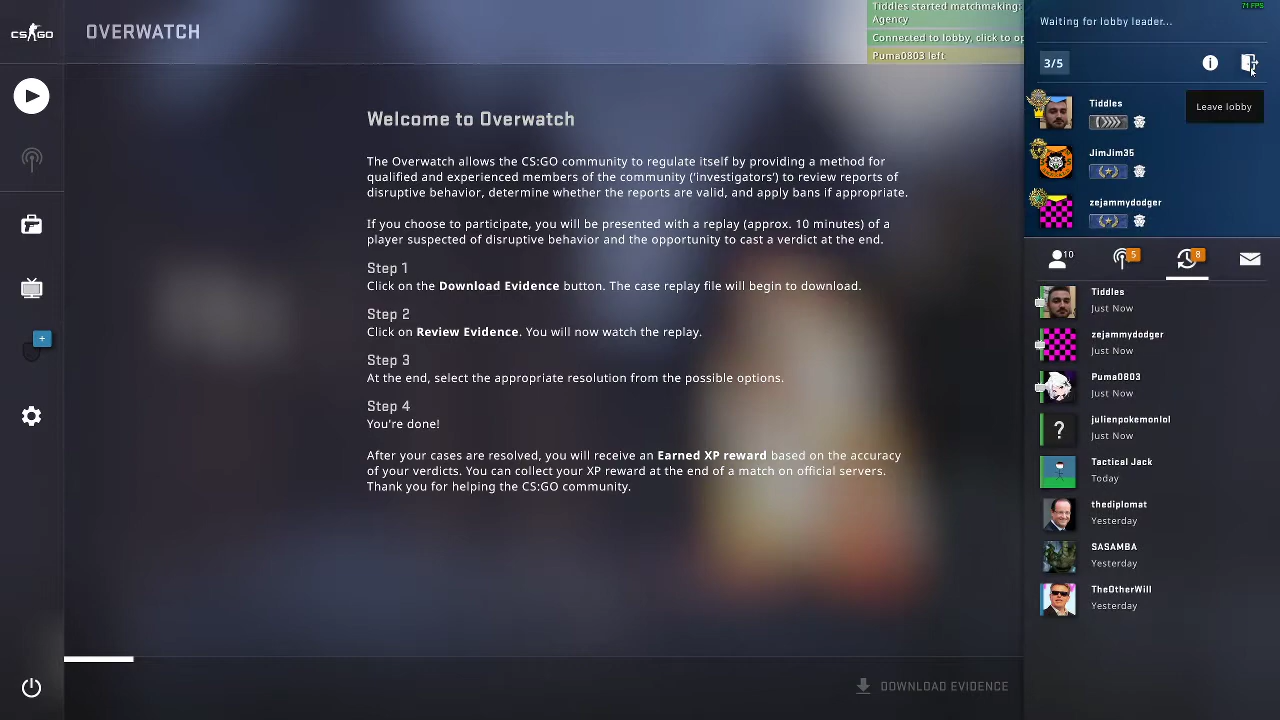 CS:GO
OVERWATCH
Tiddles started matchmaking:
Agency
Connected to lobby, click to op
Puma0803 left
71 FPS
Waiting for lobby leader...
3/5
Leave lobby
Tiddles
JimJim35
zejammydodger
10
5
8
Welcome to Overwatch
The Overwatch allows the CS:GO community to regulate itself by providing a method for
qualified and experienced members of the community ('investigators') to review reports of
disruptive behavior, determine whether the reports are valid, and apply bans if appropriate.
If you choose to participate, you will be presented with a replay (approx. 10 minutes) of a
player suspected of disruptive behavior and the opportunity to cast a verdict at the end.
Step 1
Click on the Download Evidence button. The case replay file will begin to download.
Step 2
Click on Review Evidence. You will now watch the replay.
Step 3
At the end, select the appropriate resolution from the possible options.
Step 4
You're done!
After your cases are resolved, you will receive an Earned XP reward based on the accuracy
of your verdicts. You can collect your XP reward at the end of a match on official servers.
Thank you for helping the CS:GO community.
DOWNLOAD EVIDENCE
Tiddles
Just Now
zejammydodger
Just Now
Puma0803
Just Now
?
julienpokemonlol
Just Now
Tactical Jack
Today
thediplomat
Yesterday
SASAMBA
Yesterday
TheOtherWill
Yesterday